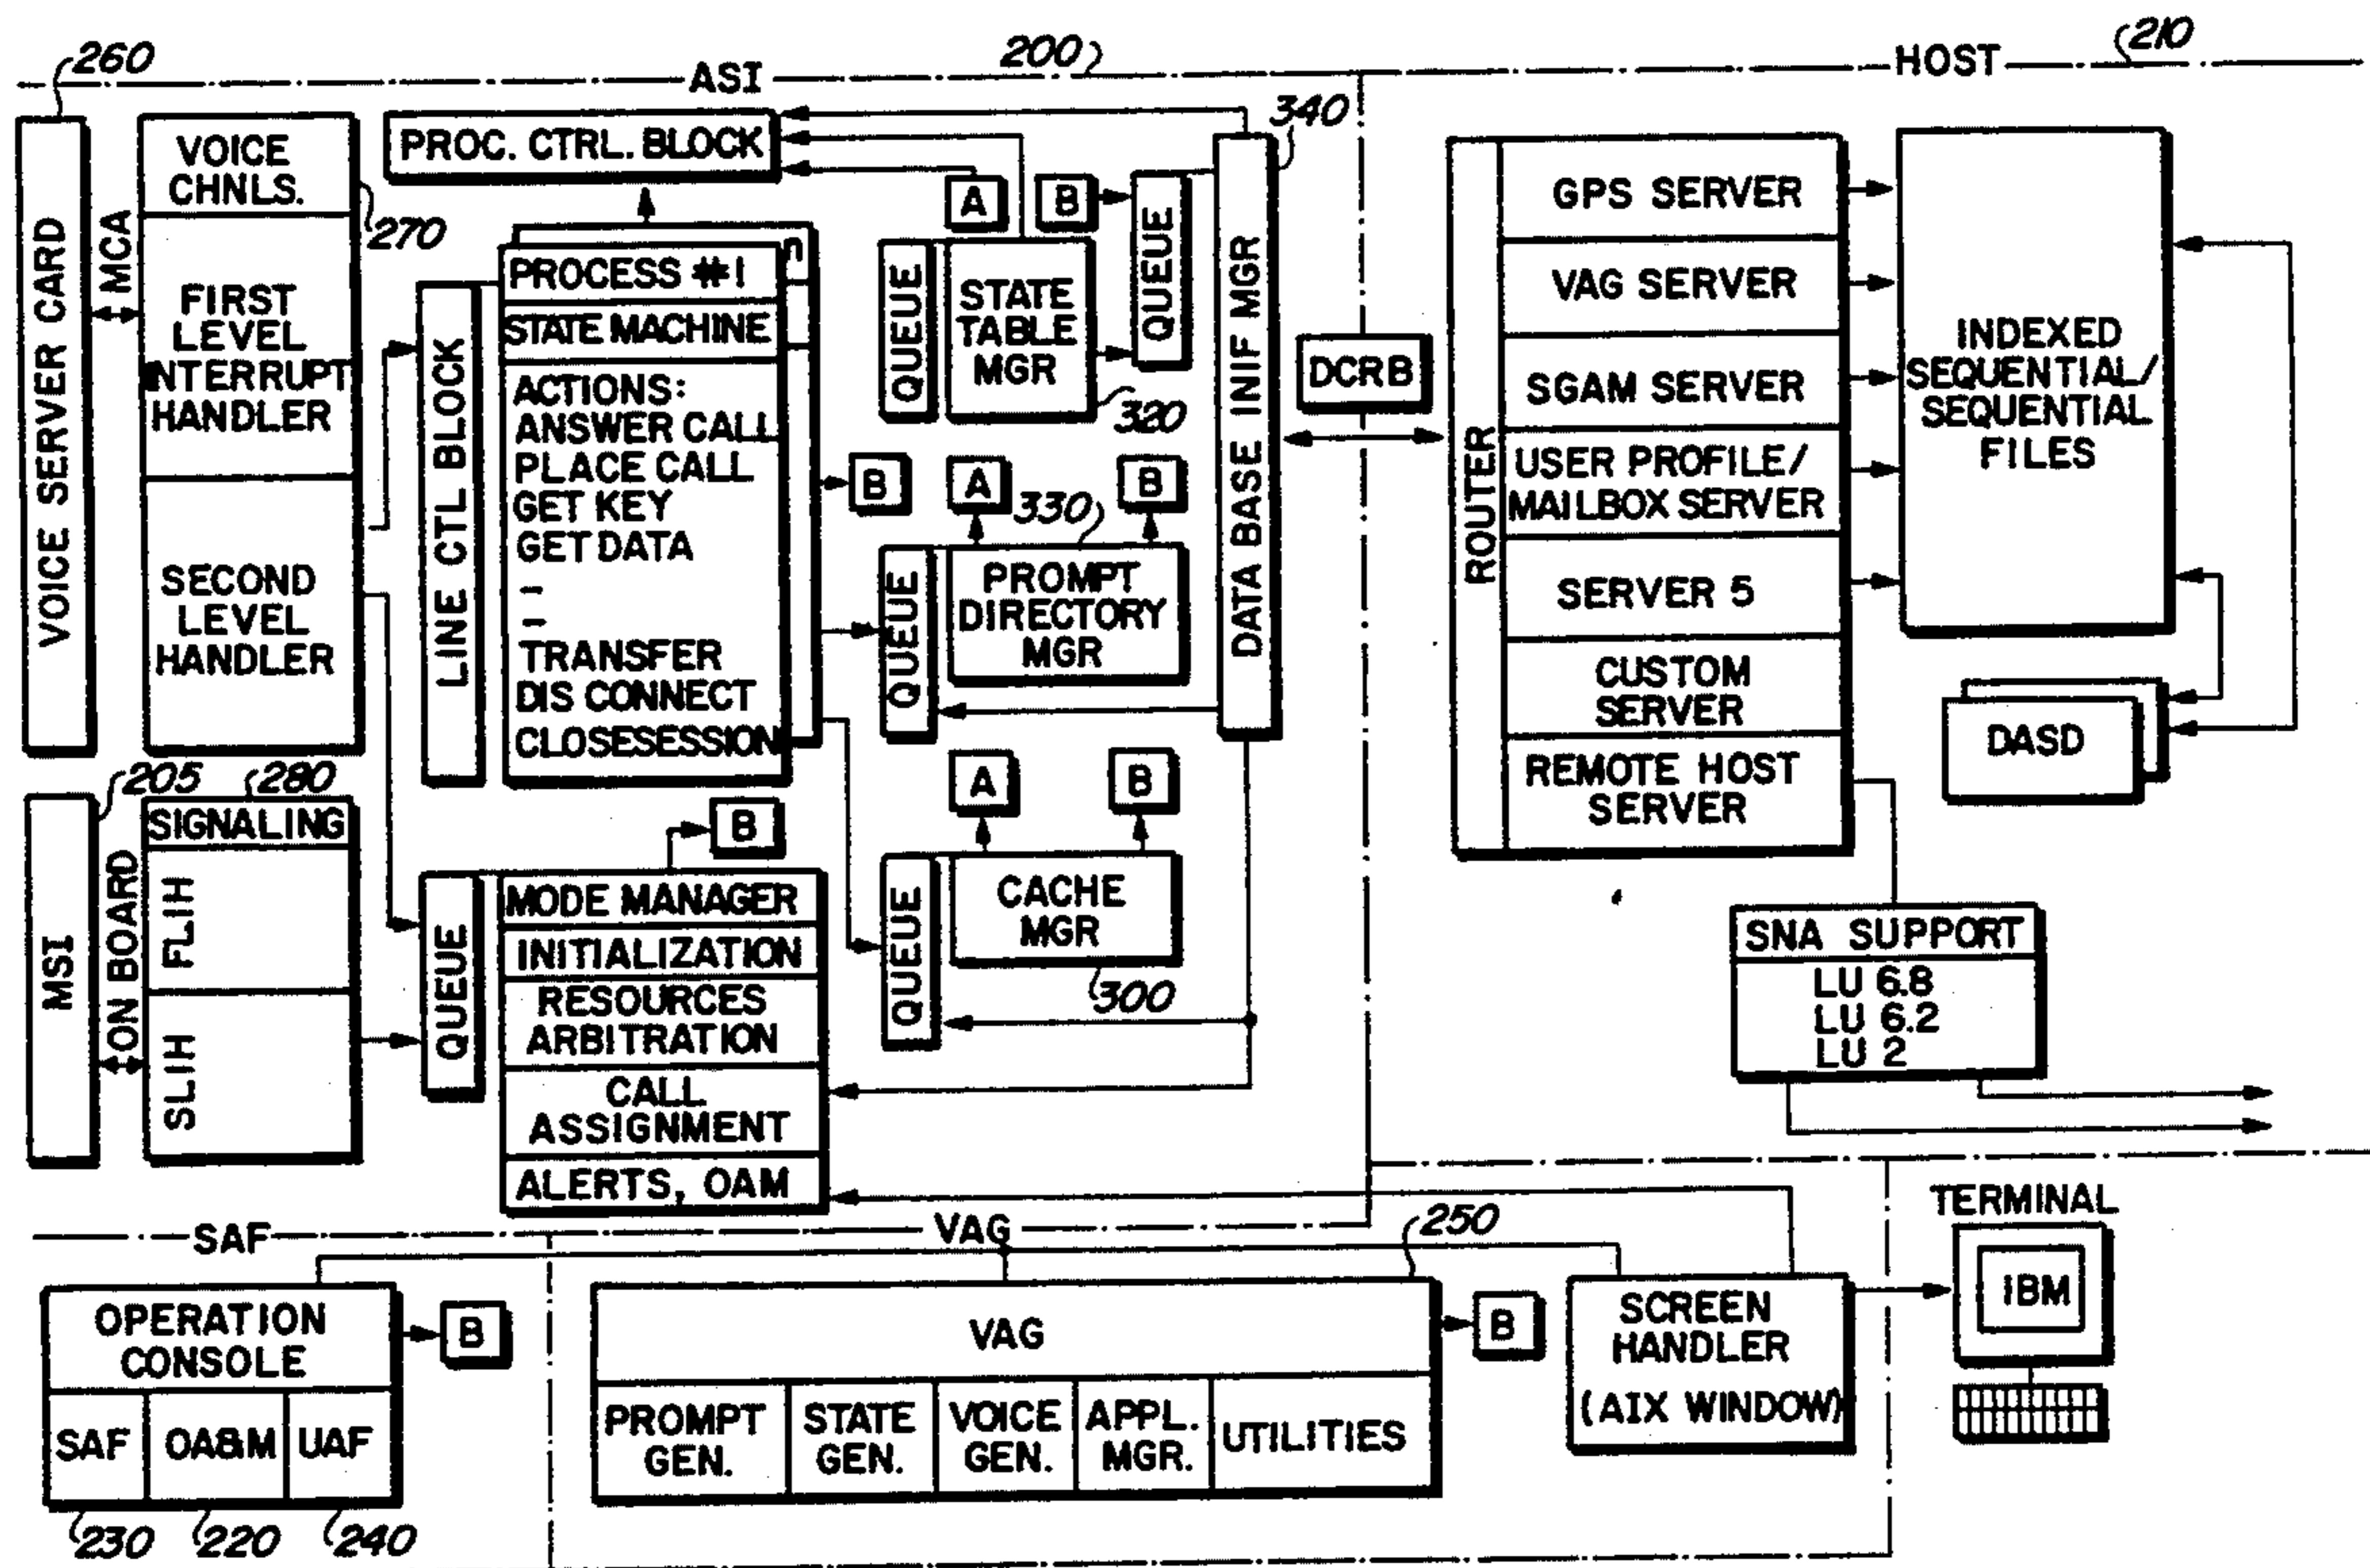 260
ASI
200
HOST
210
VOICE SERVER CARD
MCA
VOICE
CHNLS.
270
FIRST
LEVEL
INTERRUPT
HANDLER
SECOND
LEVEL
HANDLER
PROC. CTRL. BLOCK
LINE CTL BLOCK
n
PROCESS #1
STATE MACHINE
ACTIONS:
ANSWER CALL
PLACE CALL
GET KEY
GET DATA
-
-
TRANSFER
DIS CONNECT
CLOSESESSION
B
A
B
QUEUE
340
QUEUE
STATE
TABLE
MGR
320
DATA BASE INIF MGR
A
B
330
QUEUE
PROMPT
DIRECTORY
MGR
A
B
QUEUE
CACHE
MGR
300
DCRB
ROUTER
GPS SERVER
VAG SERVER
SGAM SERVER
USER PROFILE/
MAILBOX SERVER
SERVER 5
CUSTOM
SERVER
REMOTE HOST
SERVER
INDEXED
SEQUENTIAL/
SEQUENTIAL
FILES
DASD
SNA SUPPORT
LU 6.8
LU 6.2
LU 2
205
280
MSI
ON BOARD
SIGNALING
FLIH
SLIH
B
QUEUE
MODE MANAGER
INITIALIZATION
RESOURCES
ARBITRATION
CALL
ASSIGNMENT
ALERTS, OAM
SAF
VAG
250
OPERATION
CONSOLE
B
SAF
OA&M
UAF
230
220
240
VAG
B
PROMPT
GEN.
STATE
GEN.
VOICE
GEN.
APPL.
MGR.
UTILITIES
SCREEN
HANDLER
(AIX WINDOW)
TERMINAL
IBM